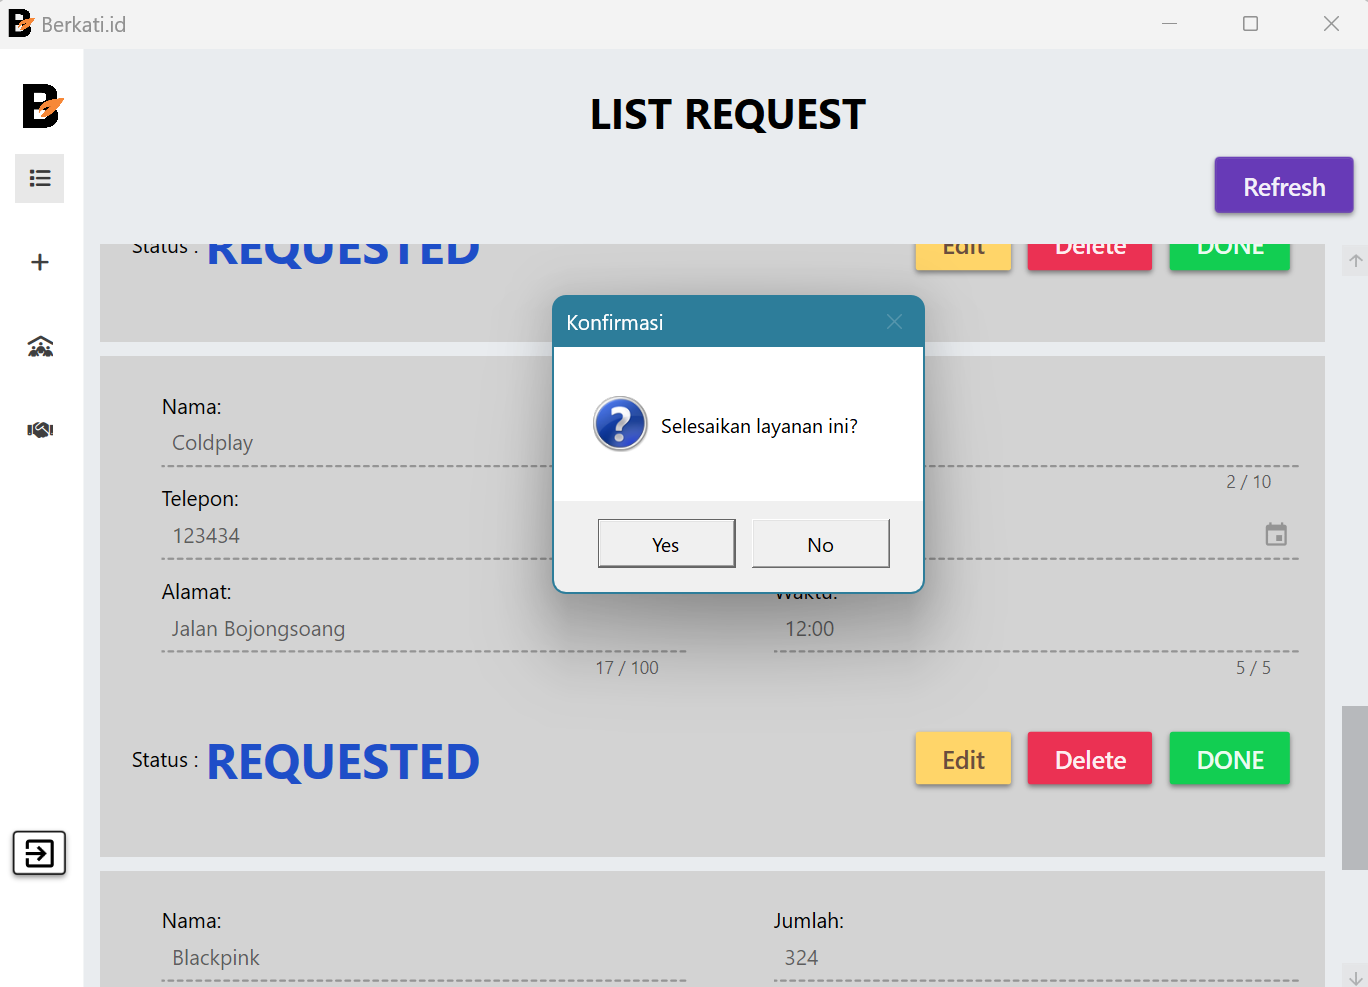 Berkati.id
LIST REQUEST
Refresh
Status : REQUESTED
Edit
Delete
DONE
Konfirmasi
Selesaikan layanan ini?
Yes
No
Nama:
Coldplay
2 / 10
Telepon:
123434
Alamat:
Waktu:
Jalan Bojongsoang
12:00
17 / 100
5 / 5
Status : REQUESTED
Edit
Delete
DONE
Nama:
Jumlah:
Blackpink
324